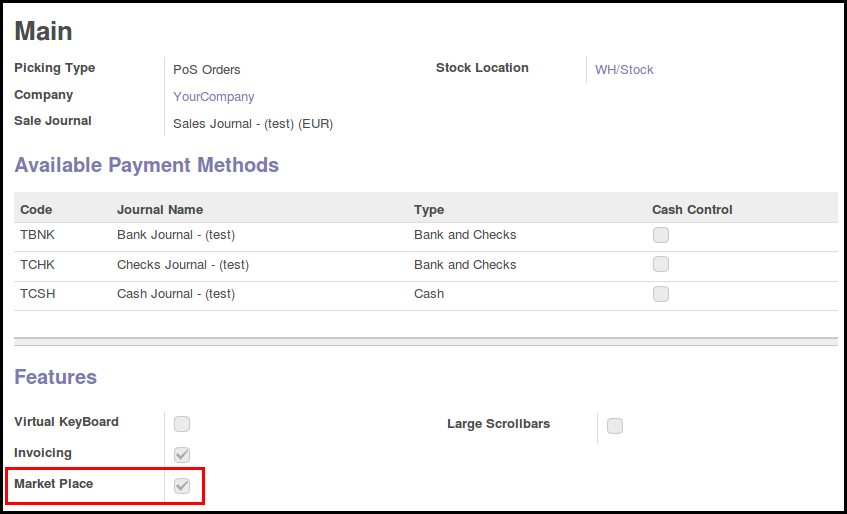 Main
Picking Type PoS Orders Stock Location WH/Stock
Company YourCompany
Sale Journal Sales Journal - (test) (EUR)
Available Payment Methods
Code Journal Name Type Cash Control
TBNK Bank Journal - (test) Bank and Checks
TCHK Checks Journal - (test) Bank and Checks
TCSH Cash Journal - (test) Cash
Features
Virtual KeyBoard Large Scrollbars
Invoicing
Market Place